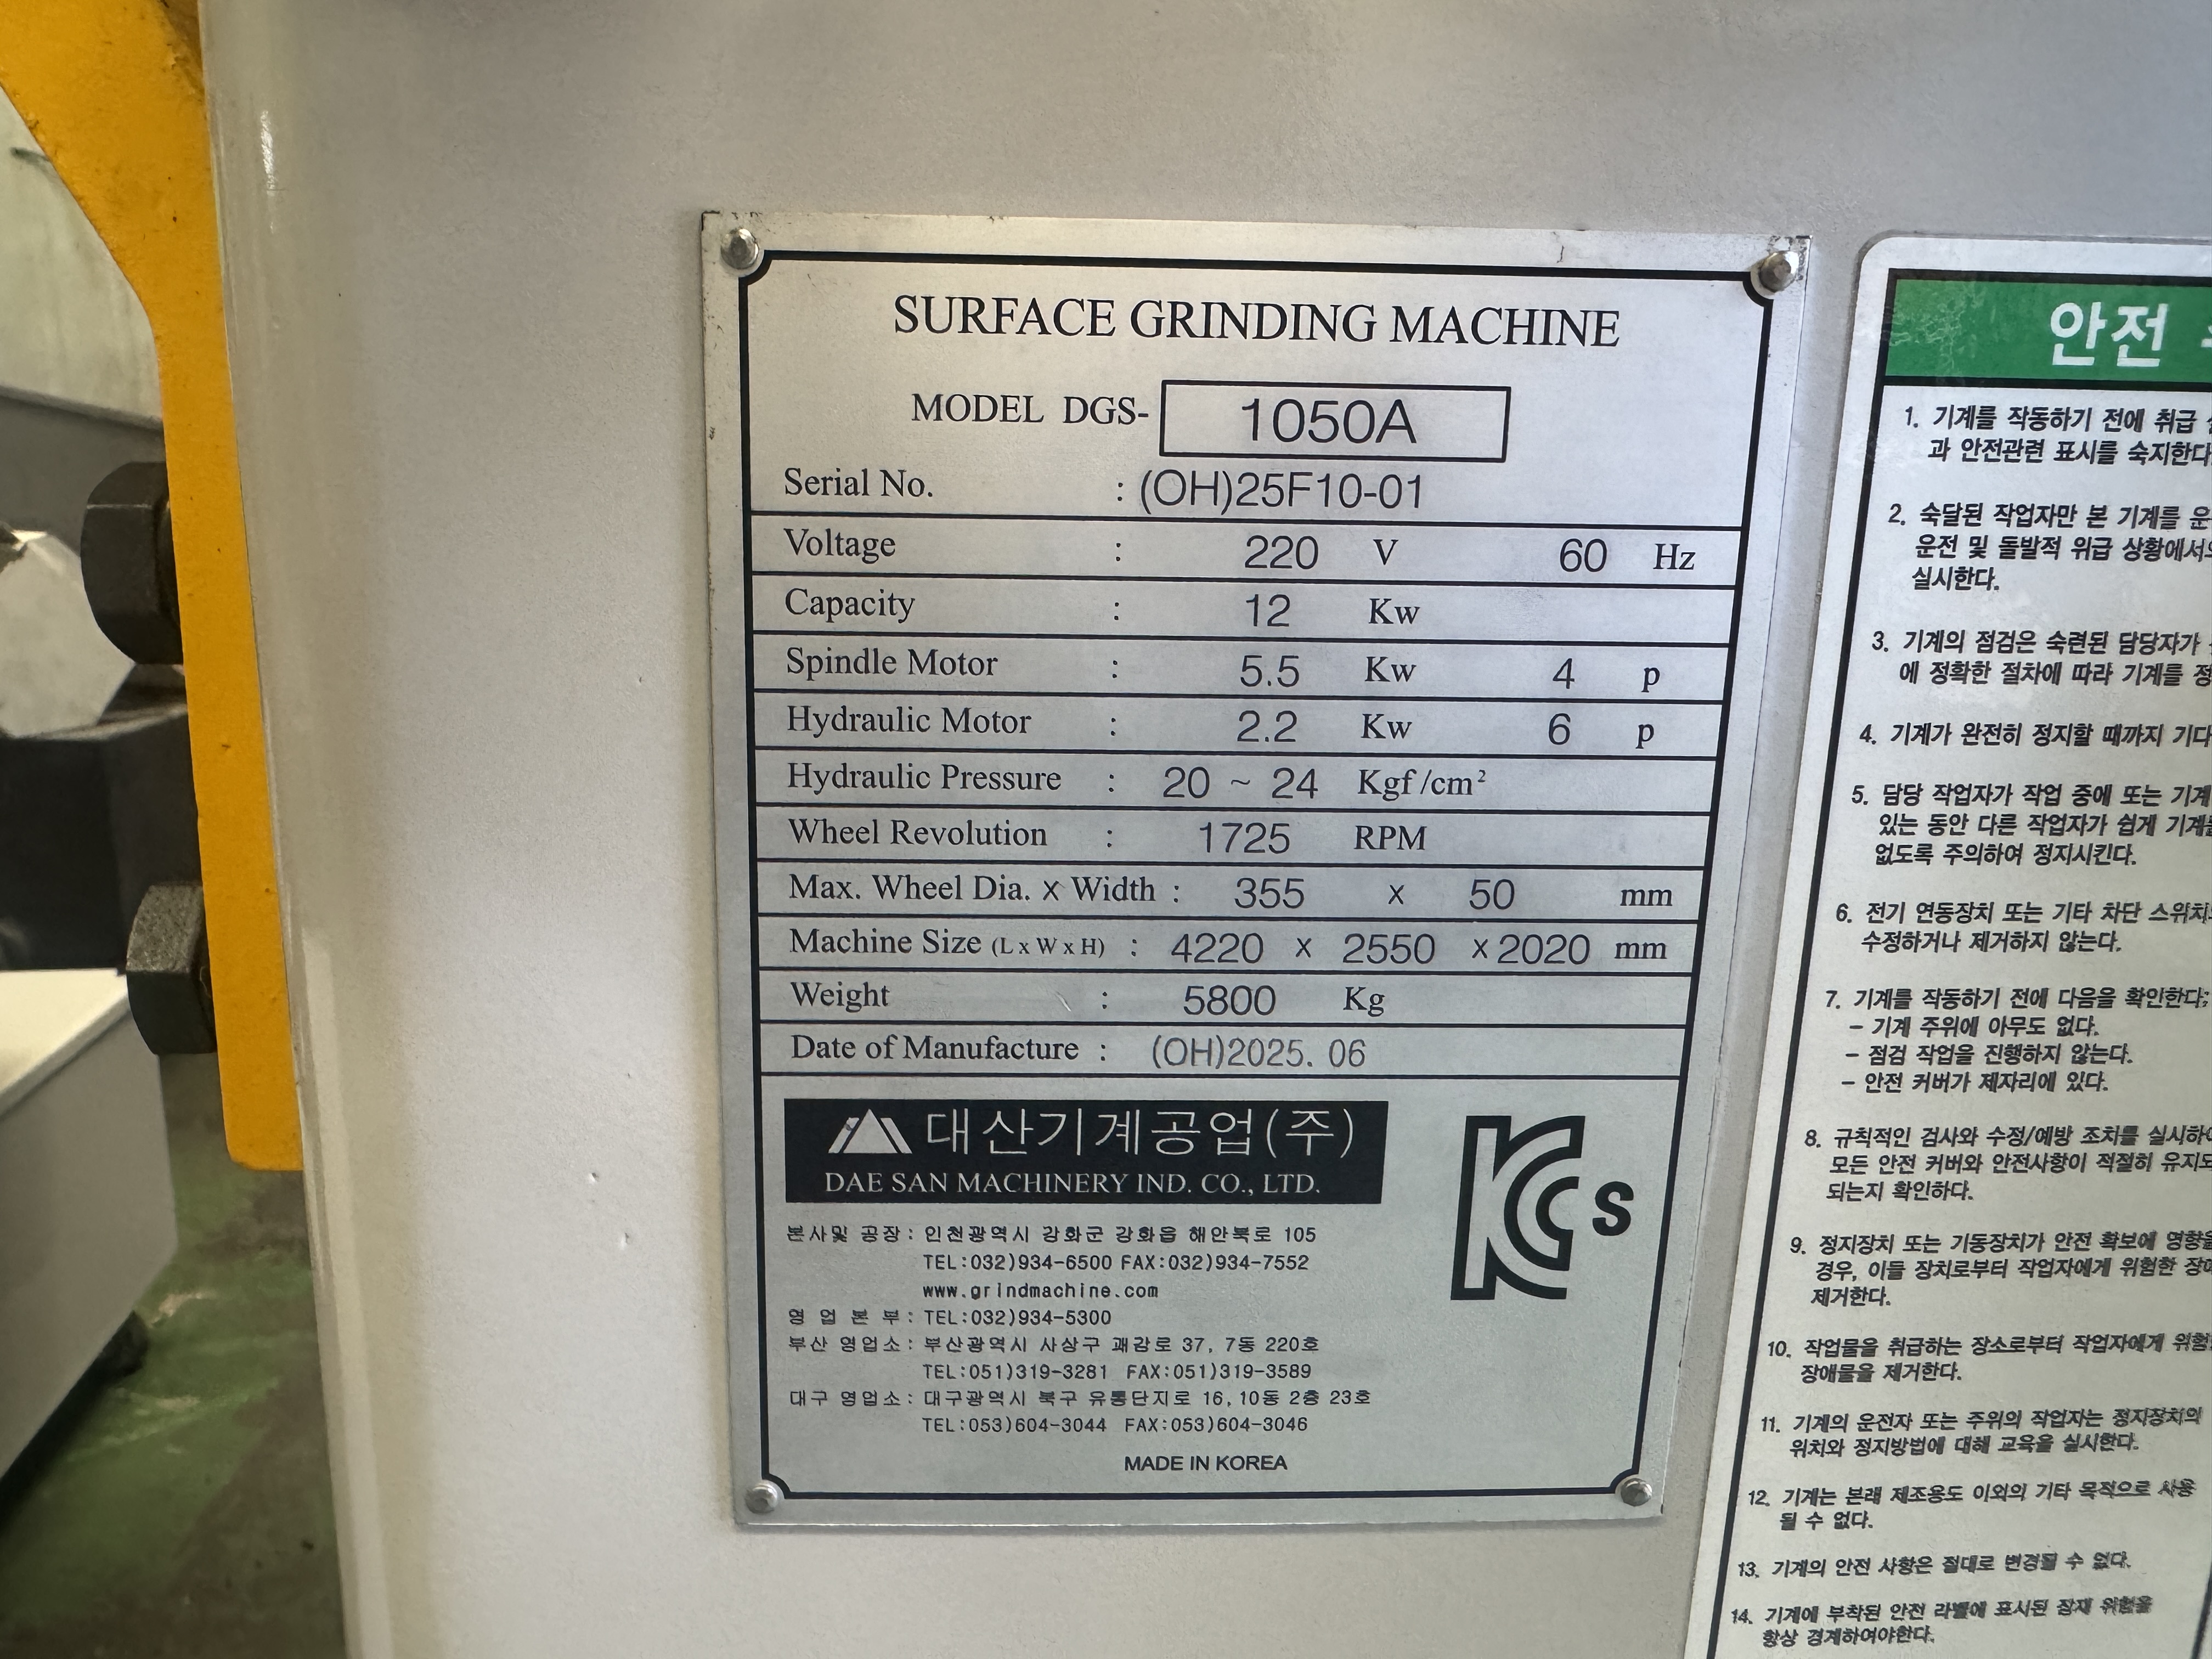 SURFACE GRINDING MACHINE
MODEL DGS- 1050A
Serial No. : (OH)25F10-01
Voltage : 220 V 60 Hz
Capacity : 12 Kw
Spindle Motor : 5.5 Kw 4 p
Hydraulic Motor : 2.2 Kw 6 p
Hydraulic Pressure : 20 ~ 24 Kgf/cm²
Wheel Revolution : 1725 RPM
Max. Wheel Dia. x Width : 355 x 50 mm
Machine Size (L x W x H) : 4220 x 2550 x 2020 mm
Weight : 5800 Kg
Date of Manufacture : (OH)2025. 06
대산기계공업(주)
DAE SAN MACHINERY IND. CO., LTD.
KC s
본사및 공장: 인천광역시 강화군 강화읍 해안북로 105
TEL:032)934-6500 FAX:032)934-7552
www.grindmachine.com
영 업 본 부: TEL:032)934-5300
부산 영업소: 부산광역시 사상구 괘감로 37, 7동 220호
TEL:051)319-3281 FAX:051)319-3589
대구 영업소: 대구광역시 북구 유통단지로 16, 10동 2층 23호
TEL:053)604-3044 FAX:053)604-3046
MADE IN KOREA
안전
1. 기계를 작동하기 전에 취급
과 안전관련 표시를 숙지한다
2. 숙달된 작업자만 본 기계를
운전 및 돌발적 위급 상황에서
실시한다.
3. 기계의 점검은 숙련된 담당자가
에 정확한 절차에 따라 기계를
4. 기계가 완전히 정지할 때까지
5. 담당 작업자가 작업 중에 또는
있는 동안 다른 작업자가 쉽게
없도록 주의하여 정지시킨다.
6. 전기 연동장치 또는 기타 차단
수정하거나 제거하지 않는다.
7. 기계를 작동하기 전에 다음을 확인한다;
- 기계 주위에 아무도 없다.
- 점검 작업을 진행하지 않는다.
- 안전 커버가 제자리에 있다.
8. 규칙적인 검사와 수정/예방 조치를
모든 안전 커버와 안전사항이 적절히
되는지 확인하다.
9. 정지장치 또는 기동장치가 안전 확보에
경우, 이들 장치로부터 작업자에게 위험한
제거한다.
10. 작업물을 취급하는 장소로부터 작업자에게
장애물을 제거한다.
11. 기계의 운전자 또는 주위의 작업자는 정지장치의
위치와 정지방법에 대해 교육을 실시한다.
12. 기계는 본래 제조용도 이외의 기타 목적으로 사용
될 수 없다.
13. 기계의 안전 사항은 절대로 변경될 수 없다.
14. 기계에 부착된 안전 라벨에 표시된 잠재 위험을
항상 경계하여야한다.